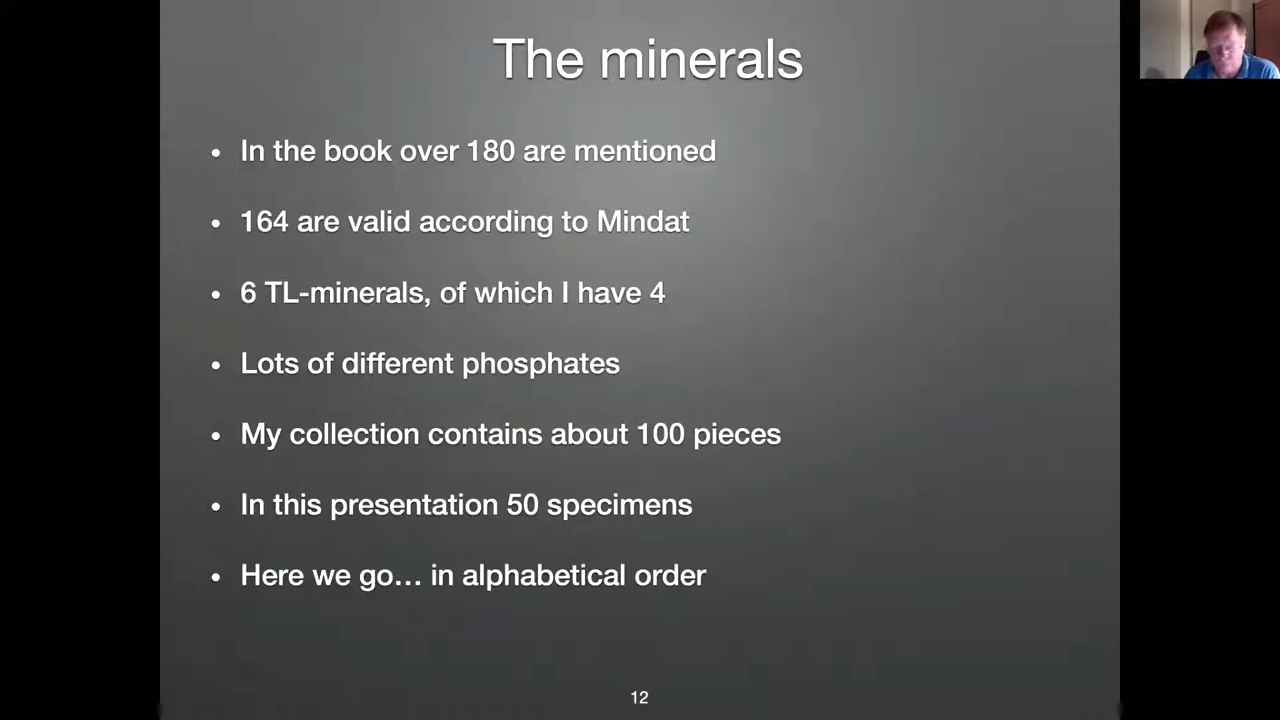 The minerals
• In the book over 180 are mentioned
• 164 are valid according to Mindat
• 6 TL-minerals, of which I have 4
• Lots of different phosphates
• My collection contains about 100 pieces
• In this presentation 50 specimens
• Here we go… in alphabetical order
12